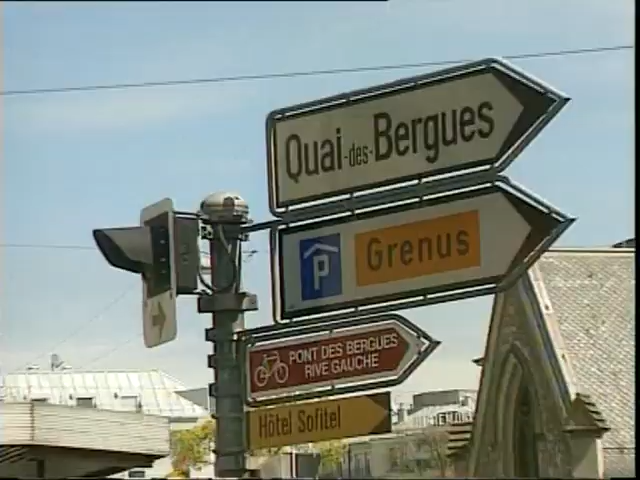 Quai-des-Bergues
P Grenus
PONT DES BERGUES
RIVE GAUCHE
Hôtel Sofitel